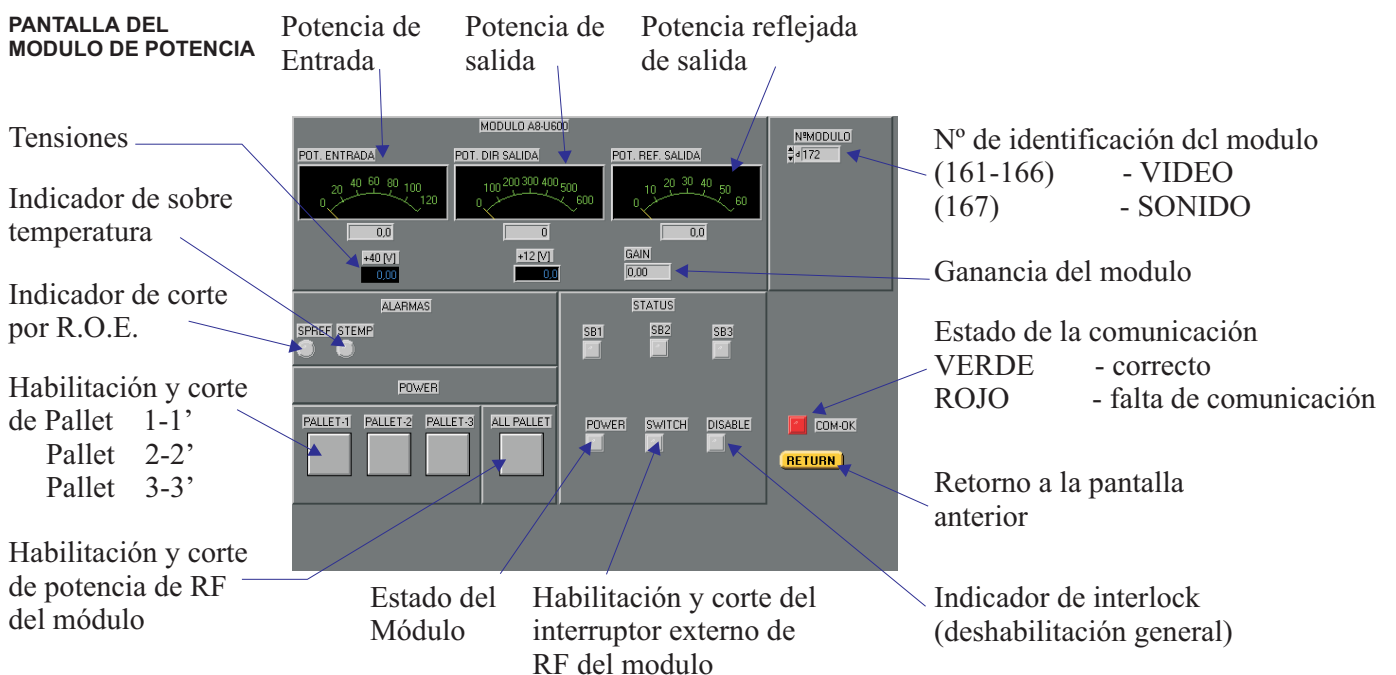 PANTALLA DEL
MODULO DE POTENCIA
Potencia de
Entrada
Potencia de
salida
Potencia reflejada
de salida
Tensiones
Indicador de sobre
temperatura
Indicador de corte
por R.O.E.
Habilitación y corte
de Pallet 1-1’
Pallet 2-2’
Pallet 3-3’
Habilitación y corte
de potencia de RF
del módulo
MODULO A8-U600
POT. ENTRADA
0 20 40 60 80 100 120
0,0
POT. DIR SALIDA
0 100 200 300 400 500 600
0
POT. REF. SALIDA
0 10 20 30 40 50 60
0,0
+40 [V]
0,00
+12 [V]
0,0
GAIN
0,00
NºMODULO
d 172
ALARMAS
SPREF STEMP
STATUS
SB1 SB2 SB3
POWER
PALLET-1 PALLET-2 PALLET-3 ALL PALLET
POWER SWITCH DISABLE
COM-OK
RETURN
Nº de identificación dcl modulo
(161-166) - VIDEO
(167) - SONIDO
Ganancia del modulo
Estado de la comunicación
VERDE - correcto
ROJO - falta de comunicación
Retorno a la pantalla
anterior
Estado del
Módulo
Habilitación y corte del
interruptor externo de
RF del modulo
Indicador de interlock
(deshabilitación general)